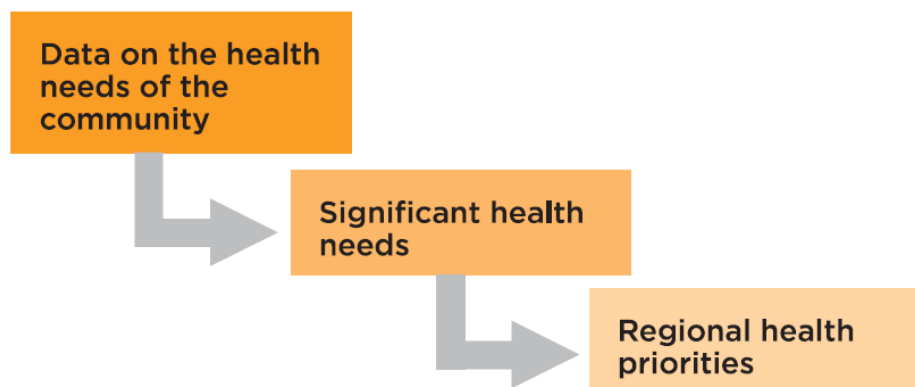 Data on the health
needs of the
community
Significant health
needs
Regional health
priorities